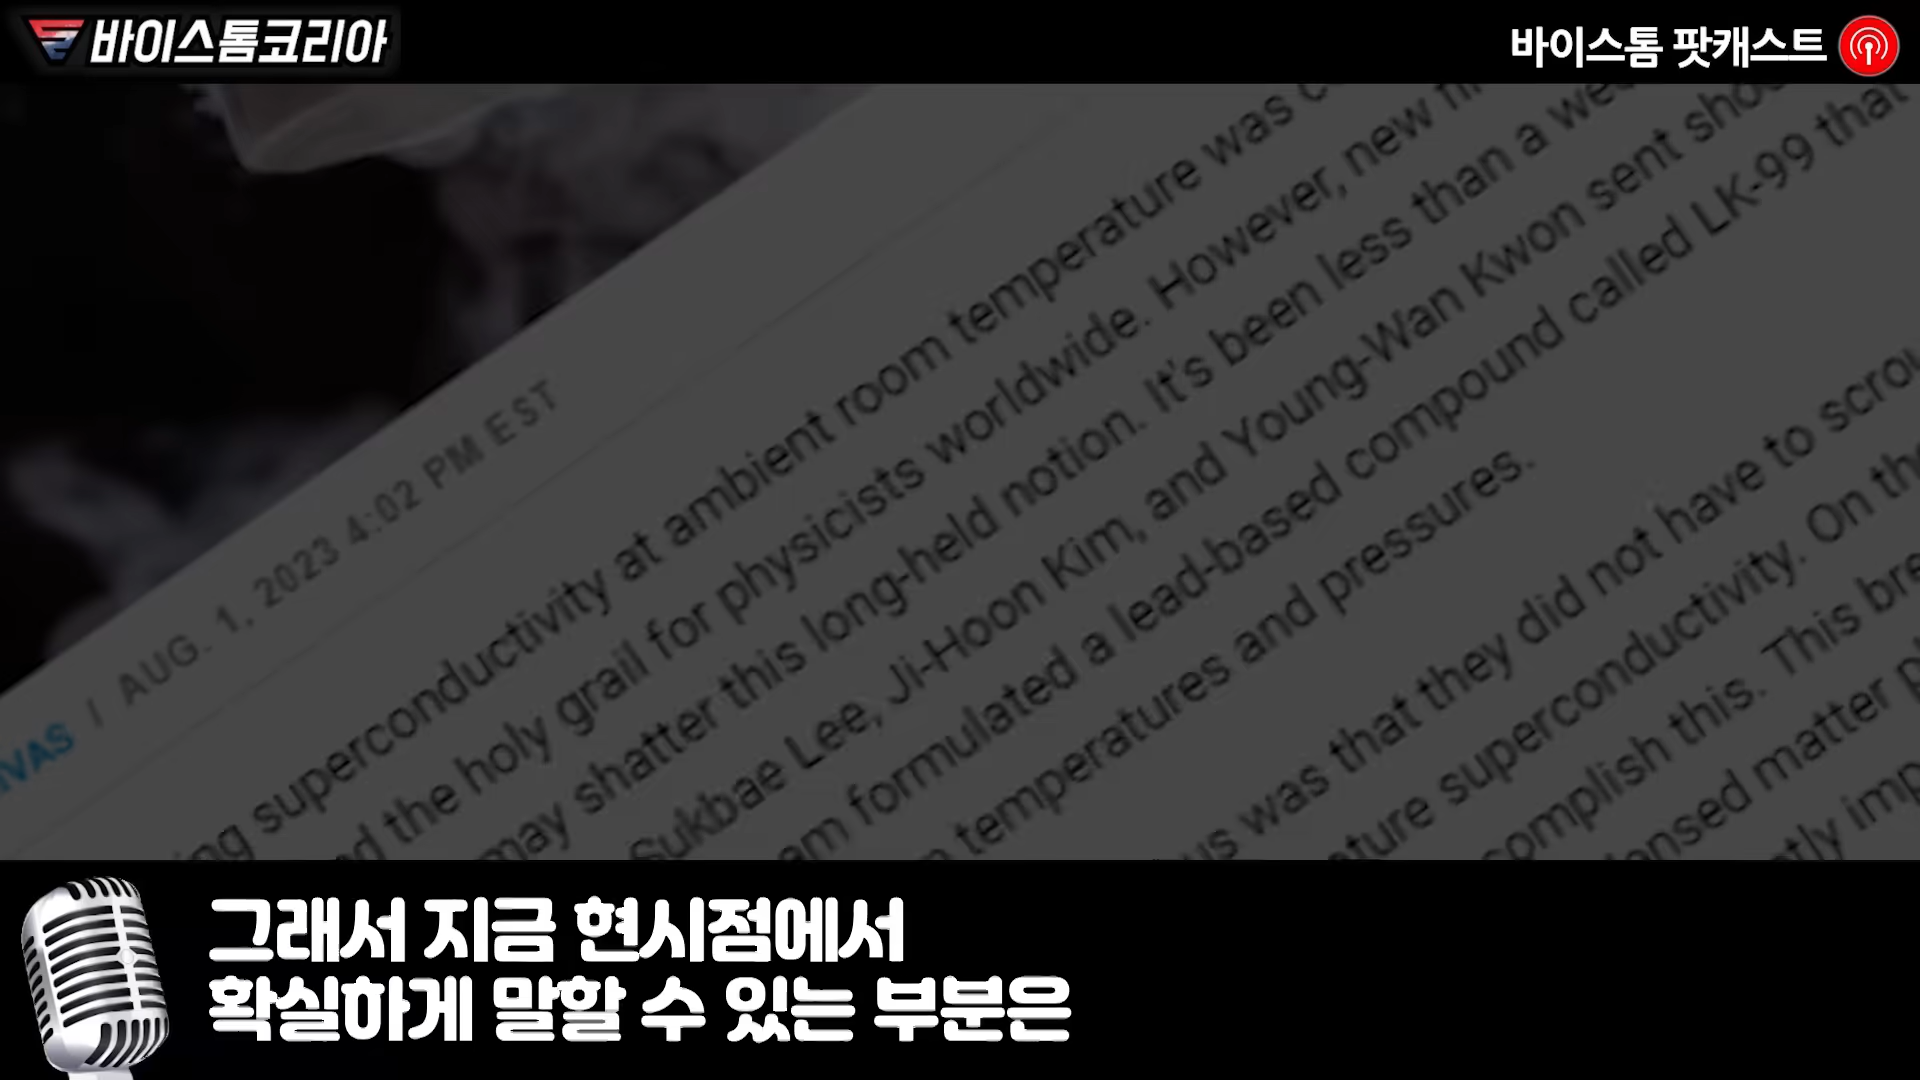 바이스톰코리아
바이스톰 팟캐스트
IVAS / AUG. 1, 2023 4:02 PM EST
superconductivity at ambient room temperature was
the holy grail for physicists worldwide. However, new
may shatter this long-held notion. It's been less than a
Sukbae Lee, Ji-Hoon Kim, and Young-Wan Kwon sent
formulated a lead-based compound called LK-99 that
temperatures and pressures.
was that they did not have to
superconductivity. On
complish this. This
matter
그래서 지금 현시점에서
확실하게 말할 수 있는 부분은